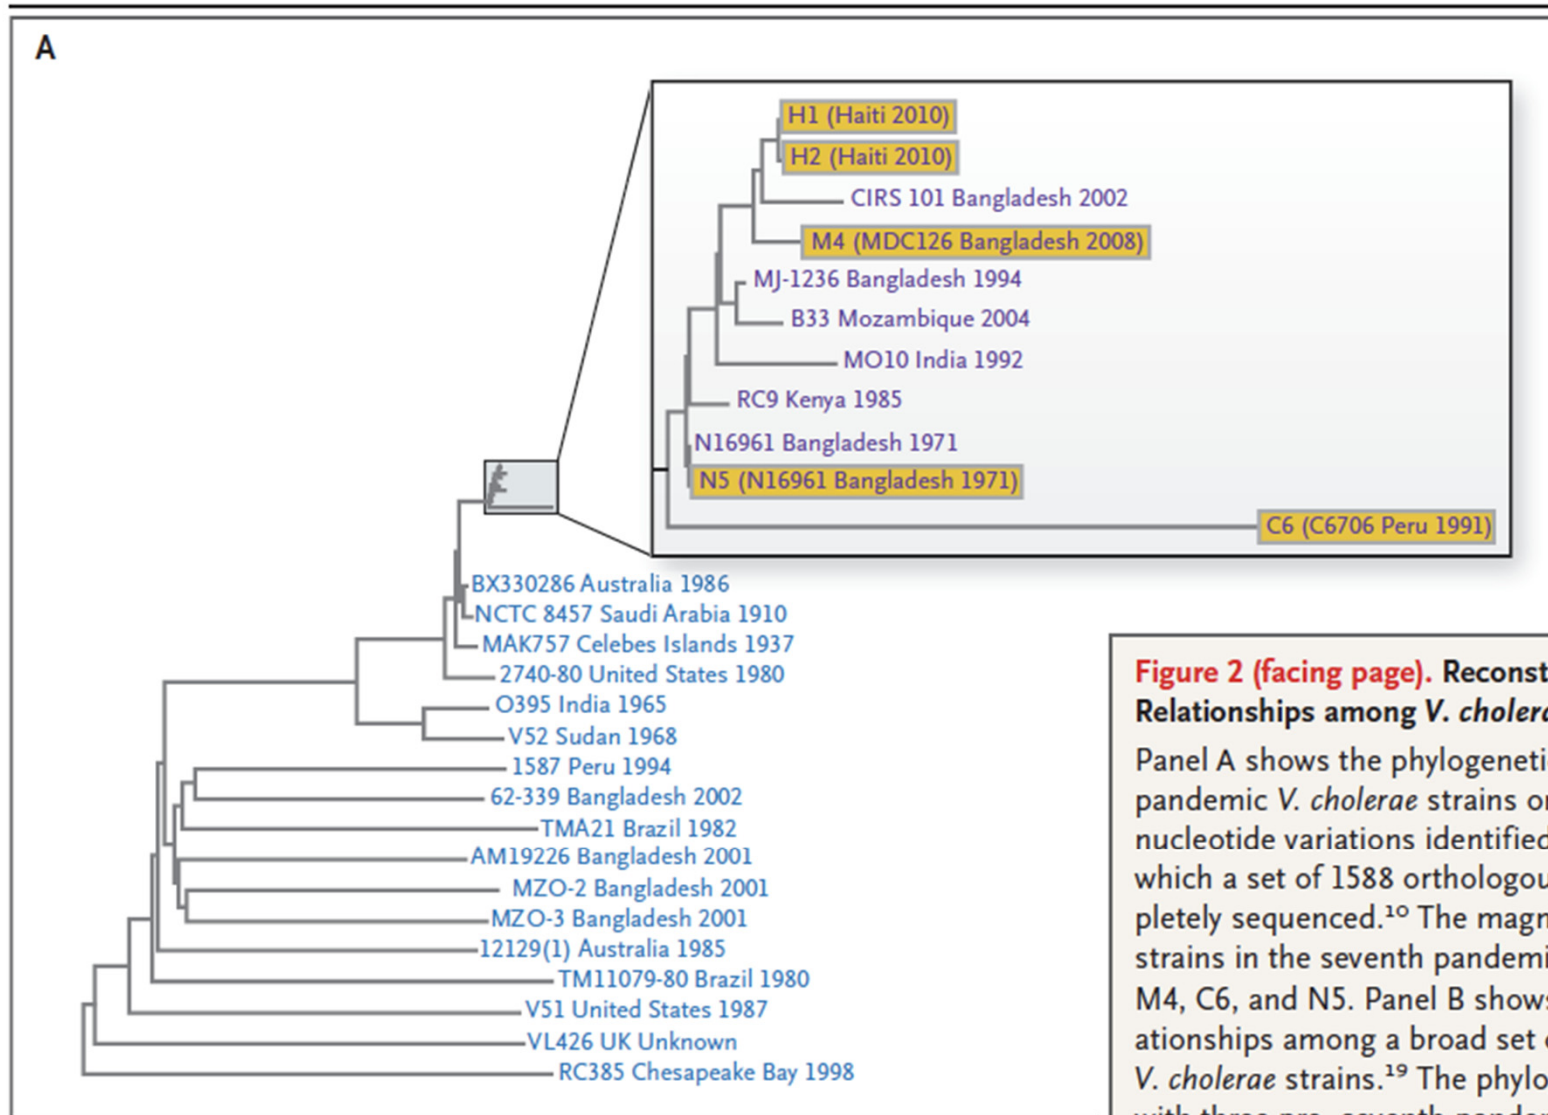 A
H1 (Haiti 2010)
H2 (Haiti 2010)
CIRS 101 Bangladesh 2002
M4 (MDC126 Bangladesh 2008)
MJ-1236 Bangladesh 1994
B33 Mozambique 2004
MO10 India 1992
RC9 Kenya 1985
N16961 Bangladesh 1971
N5 (N16961 Bangladesh 1971)
C6 (C6706 Peru 1991)
BX330286 Australia 1986
NCTC 8457 Saudi Arabia 1910
MAK757 Celebes Islands 1937
2740-80 United States 1980
O395 India 1965
V52 Sudan 1968
1587 Peru 1994
62-339 Bangladesh 2002
TMA21 Brazil 1982
AM19226 Bangladesh 2001
MZO-2 Bangladesh 2001
MZO-3 Bangladesh 2001
12129(1) Australia 1985
TM11079-80 Brazil 1980
V51 United States 1987
VL426 UK Unknown
RC385 Chesapeake Bay 1998
Figure 2 (facing page). Reconst
Relationships among V. cholera
Panel A shows the phylogeneti
pandemic V. cholerae strains o
nucleotide variations identified
which a set of 1588 orthologou
pletely sequenced.¹⁰ The magn
strains in the seventh pandemi
M4, C6, and N5. Panel B shows
ationships among a broad set o
V. cholerae strains.¹⁹ The phylo